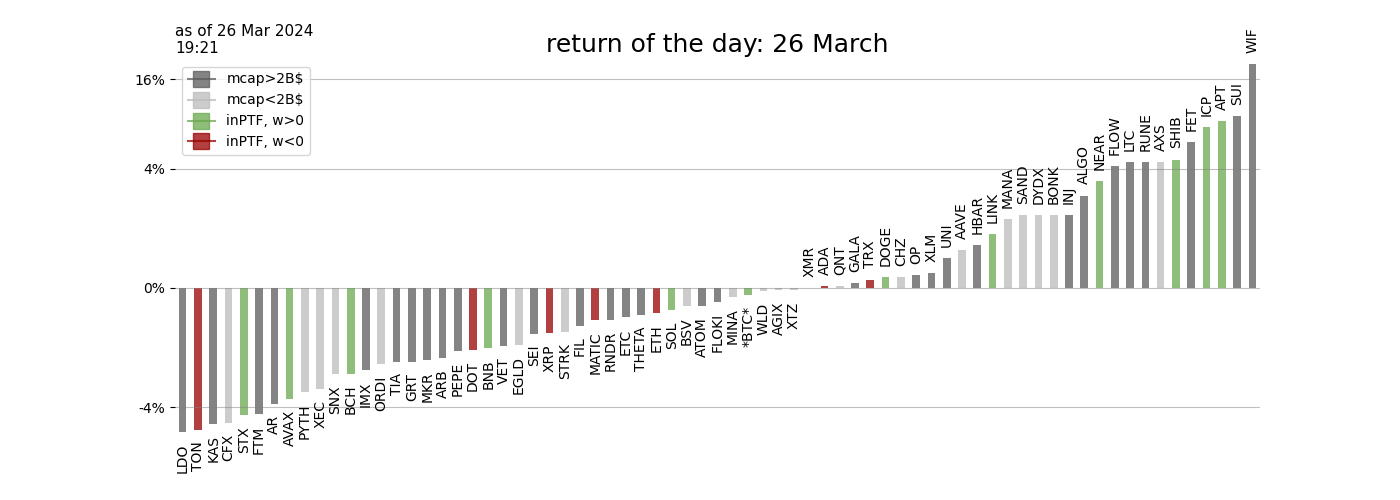 as of 26 Mar 2024
19:21
return of the day: 26 March
mcap>2B$
mcap<2B$
inPTF, w>0
inPTF, w<0
16%
4%
0%
-4%
LDO
TON
KAS
CFX
STX
FTM
AR
AVAX
PYTH
XEC
SNX
BCH
IMX
ORDI
TIA
GRT
MKR
ARB
PEPE
DOT
BNB
VET
EGLD
SEI
XRP
STRK
FIL
MATIC
RNDR
ETC
THETA
ETH
SOL
BSV
ATOM
FLOKI
MINA
*BTC*
WLD
AGIX
XTZ
XMR
ADA
QNT
GALA
TRX
DOGE
CHZ
OP
XLM
UNI
AAVE
HBAR
LINK
MANA
SAND
DYDX
BONK
INJ
ALGO
NEAR
FLOW
LTC
RUNE
AXS
SHIB
FET
ICP
APT
SUI
WIF